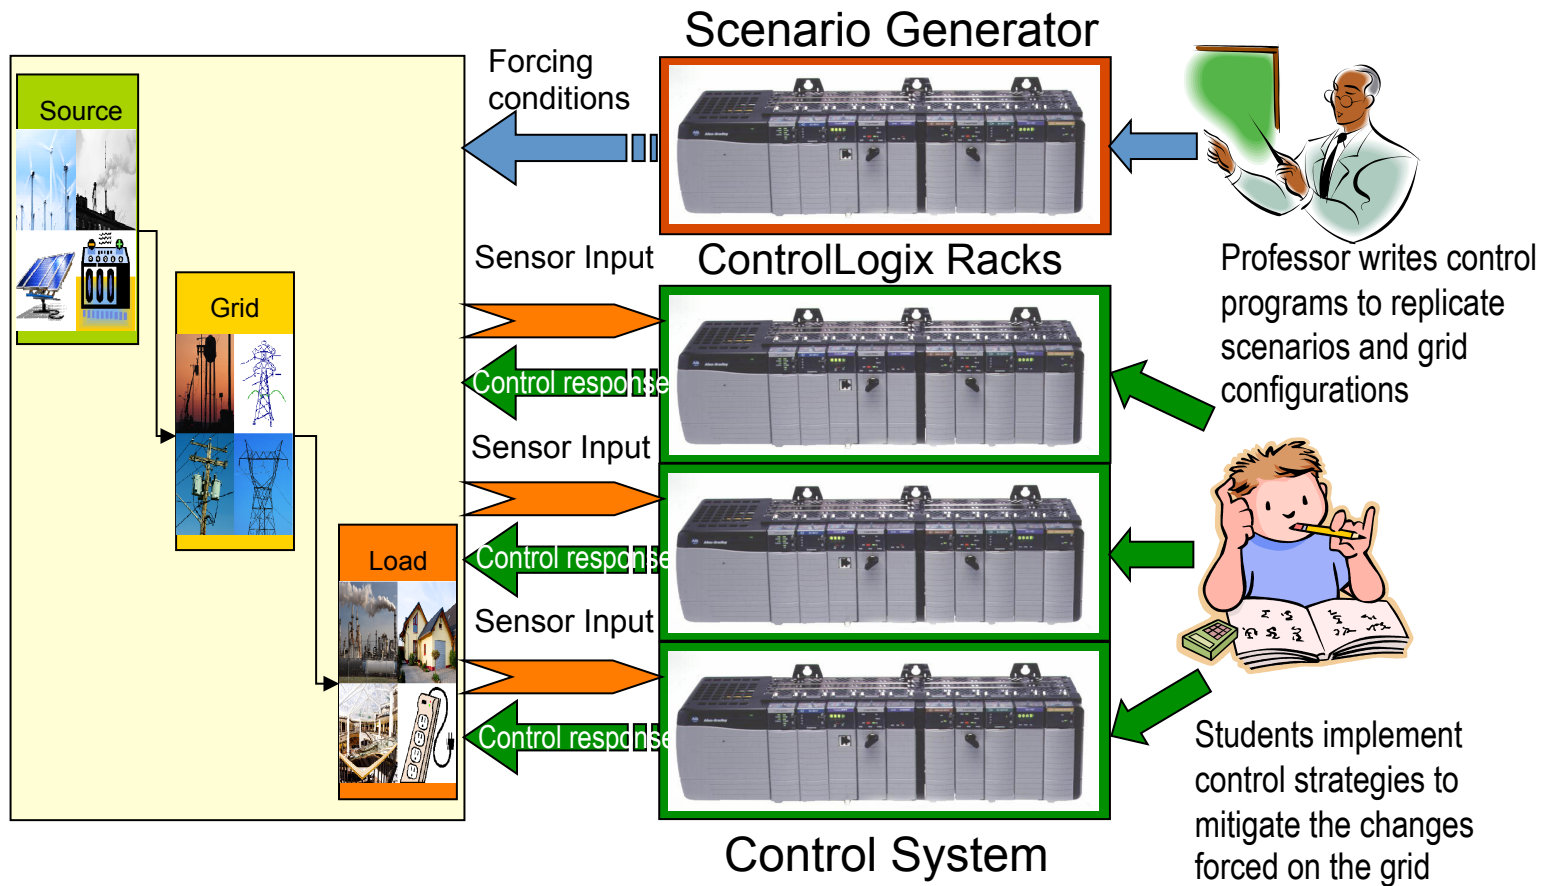 Scenario Generator
Forcing
conditions
Source
Sensor Input
ControlLogix Racks
Professor writes control
programs to replicate
scenarios and grid
configurations
Grid
Control response
Sensor Input
Load
Control response
Sensor Input
Control response
Students implement
control strategies to
mitigate the changes
forced on the grid
Control System